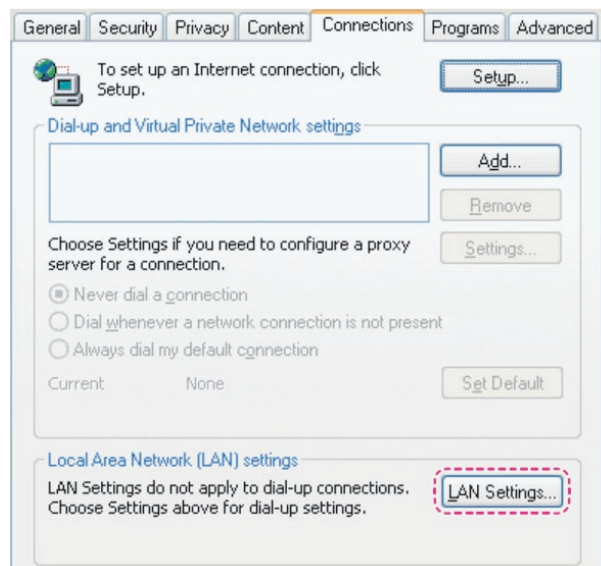 General Security Privacy Content Connections Programs Advanced
To set up an Internet connection, click
Setup.
Setup...
Dial-up and Virtual Private Network settings
Add...
Remove
Choose Settings if you need to configure a proxy
server for a connection.
Settings...
Never dial a connection
Dial whenever a network connection is not present
Always dial my default connection
Current None Set Default
Local Area Network (LAN) settings
LAN Settings do not apply to dial-up connections.
Choose Settings above for dial-up settings.
LAN Settings...